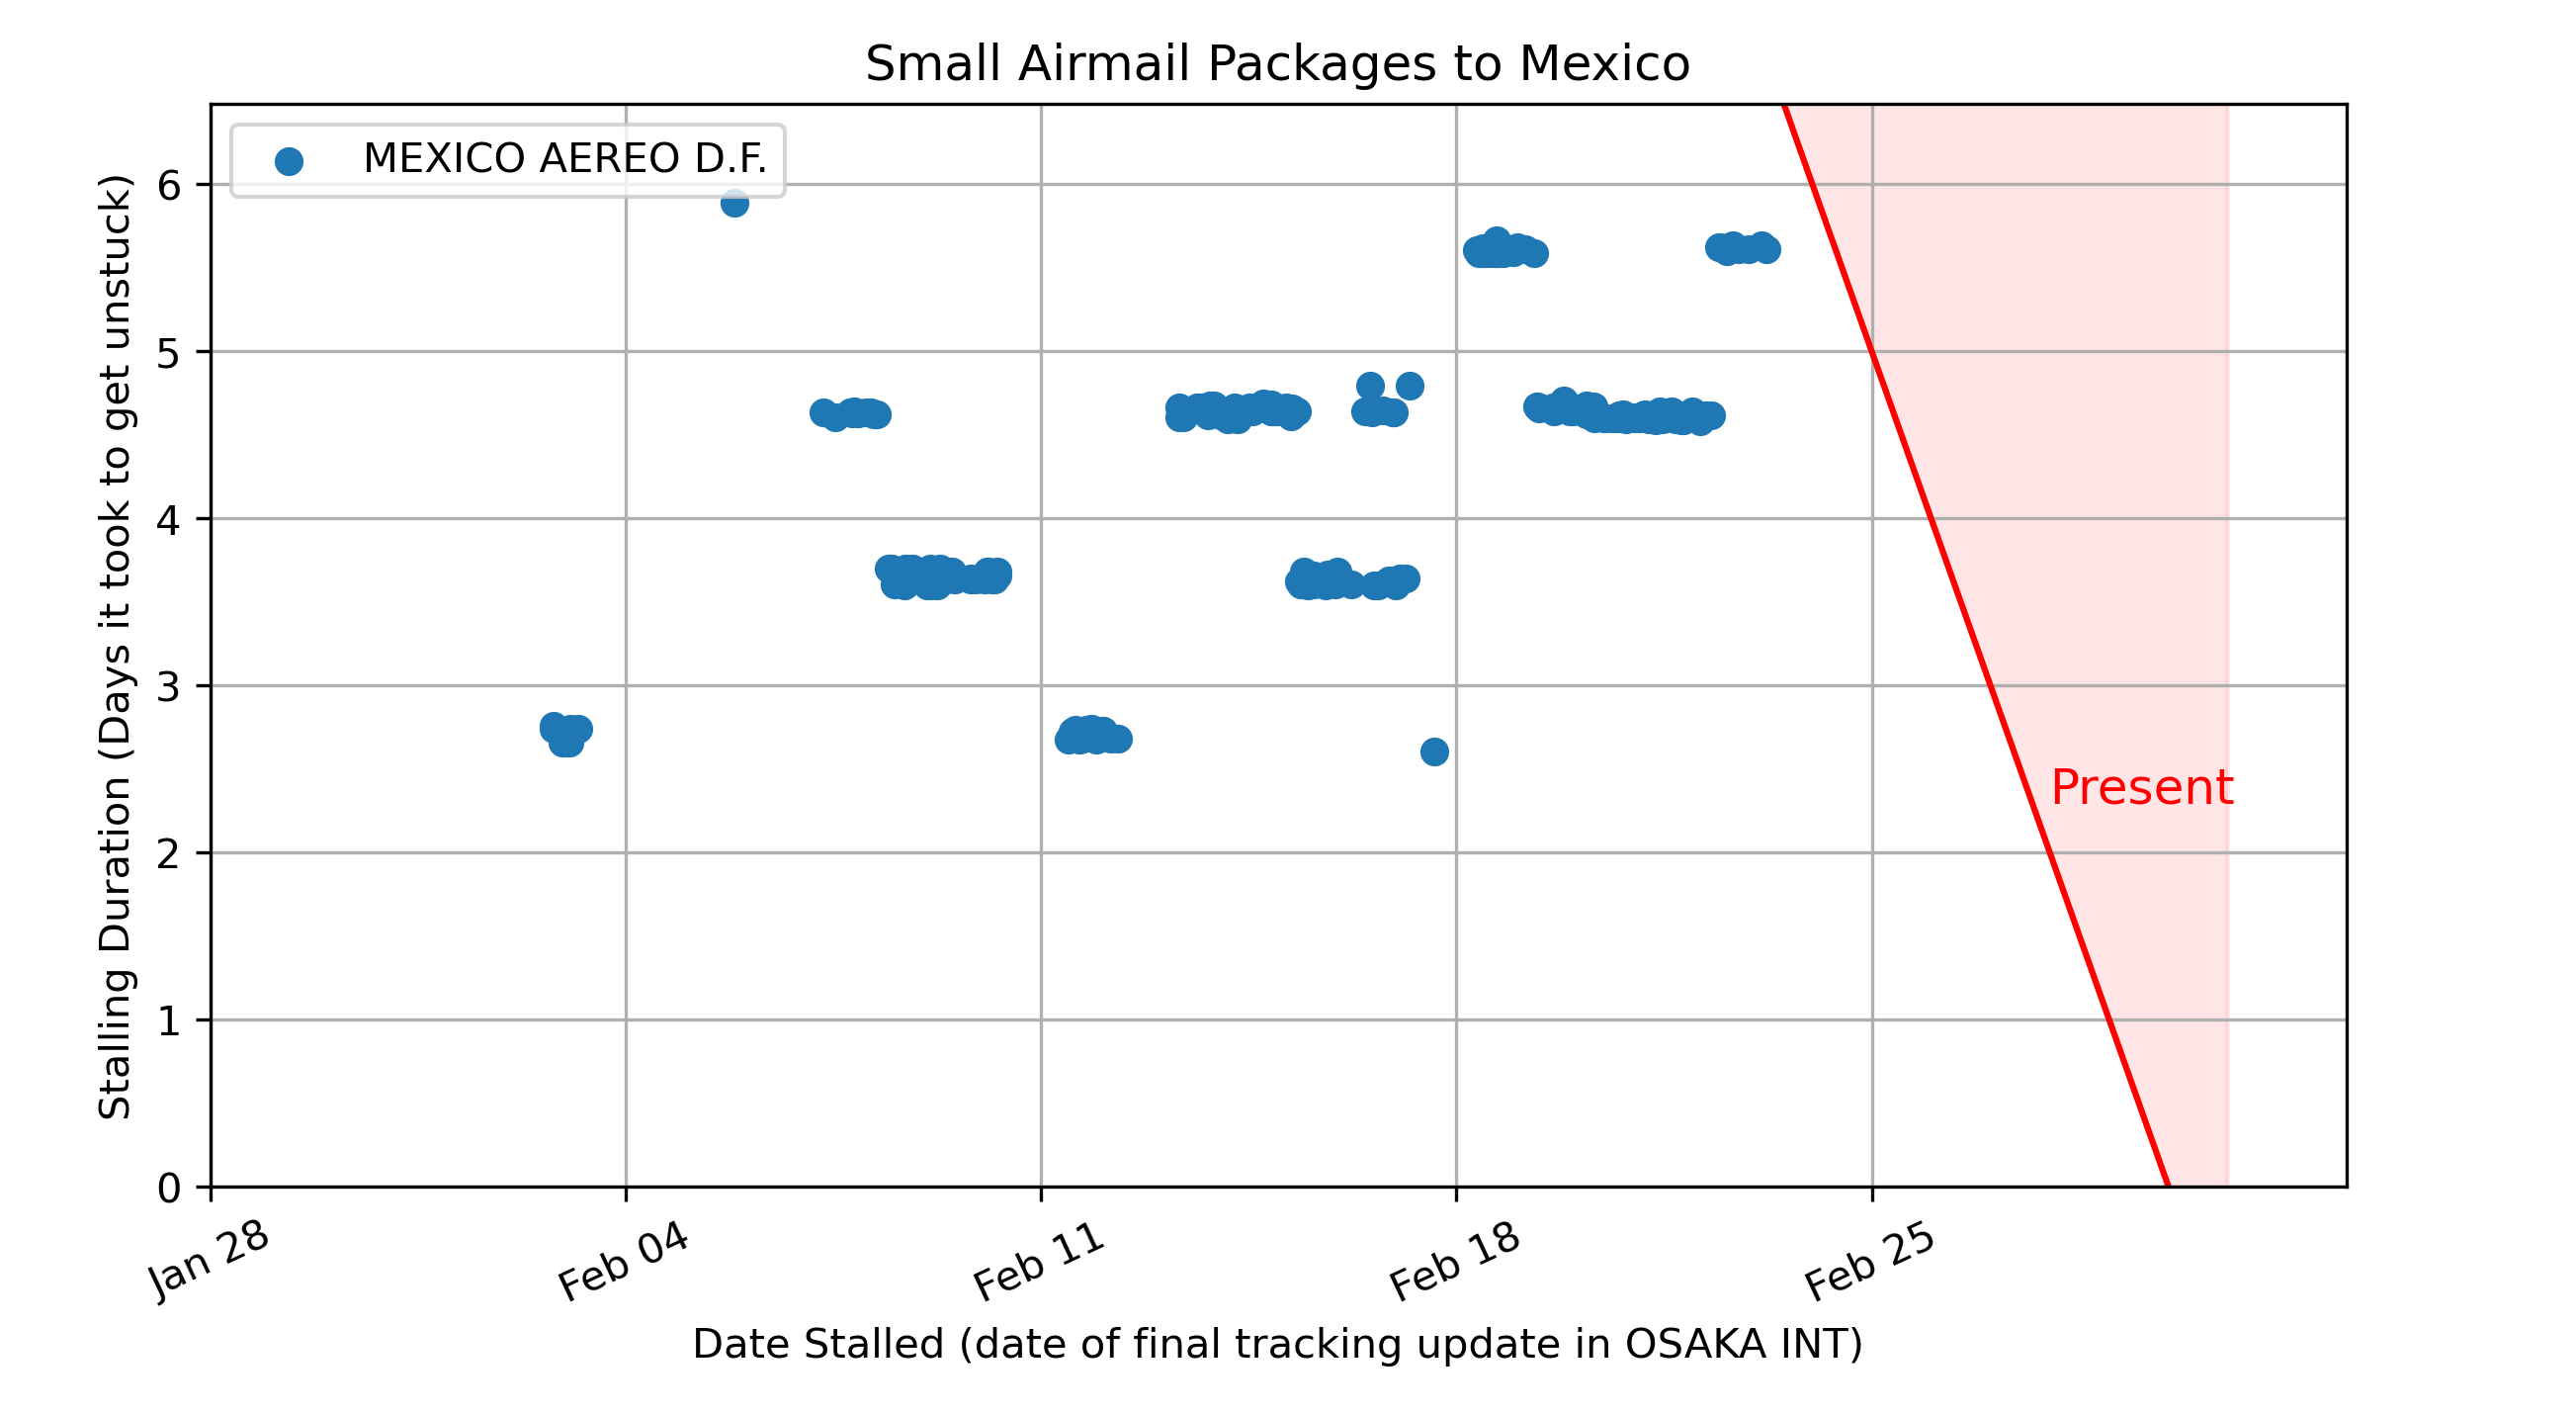 Small Airmail Packages to Mexico
MEXICO AEREO D.F.
Stalling Duration (Days it took to get unstuck)
6
5
4
3
2
1
0
Present
Jan 28
Feb 04
Feb 11
Feb 18
Feb 25
Date Stalled (date of final tracking update in OSAKA INT)